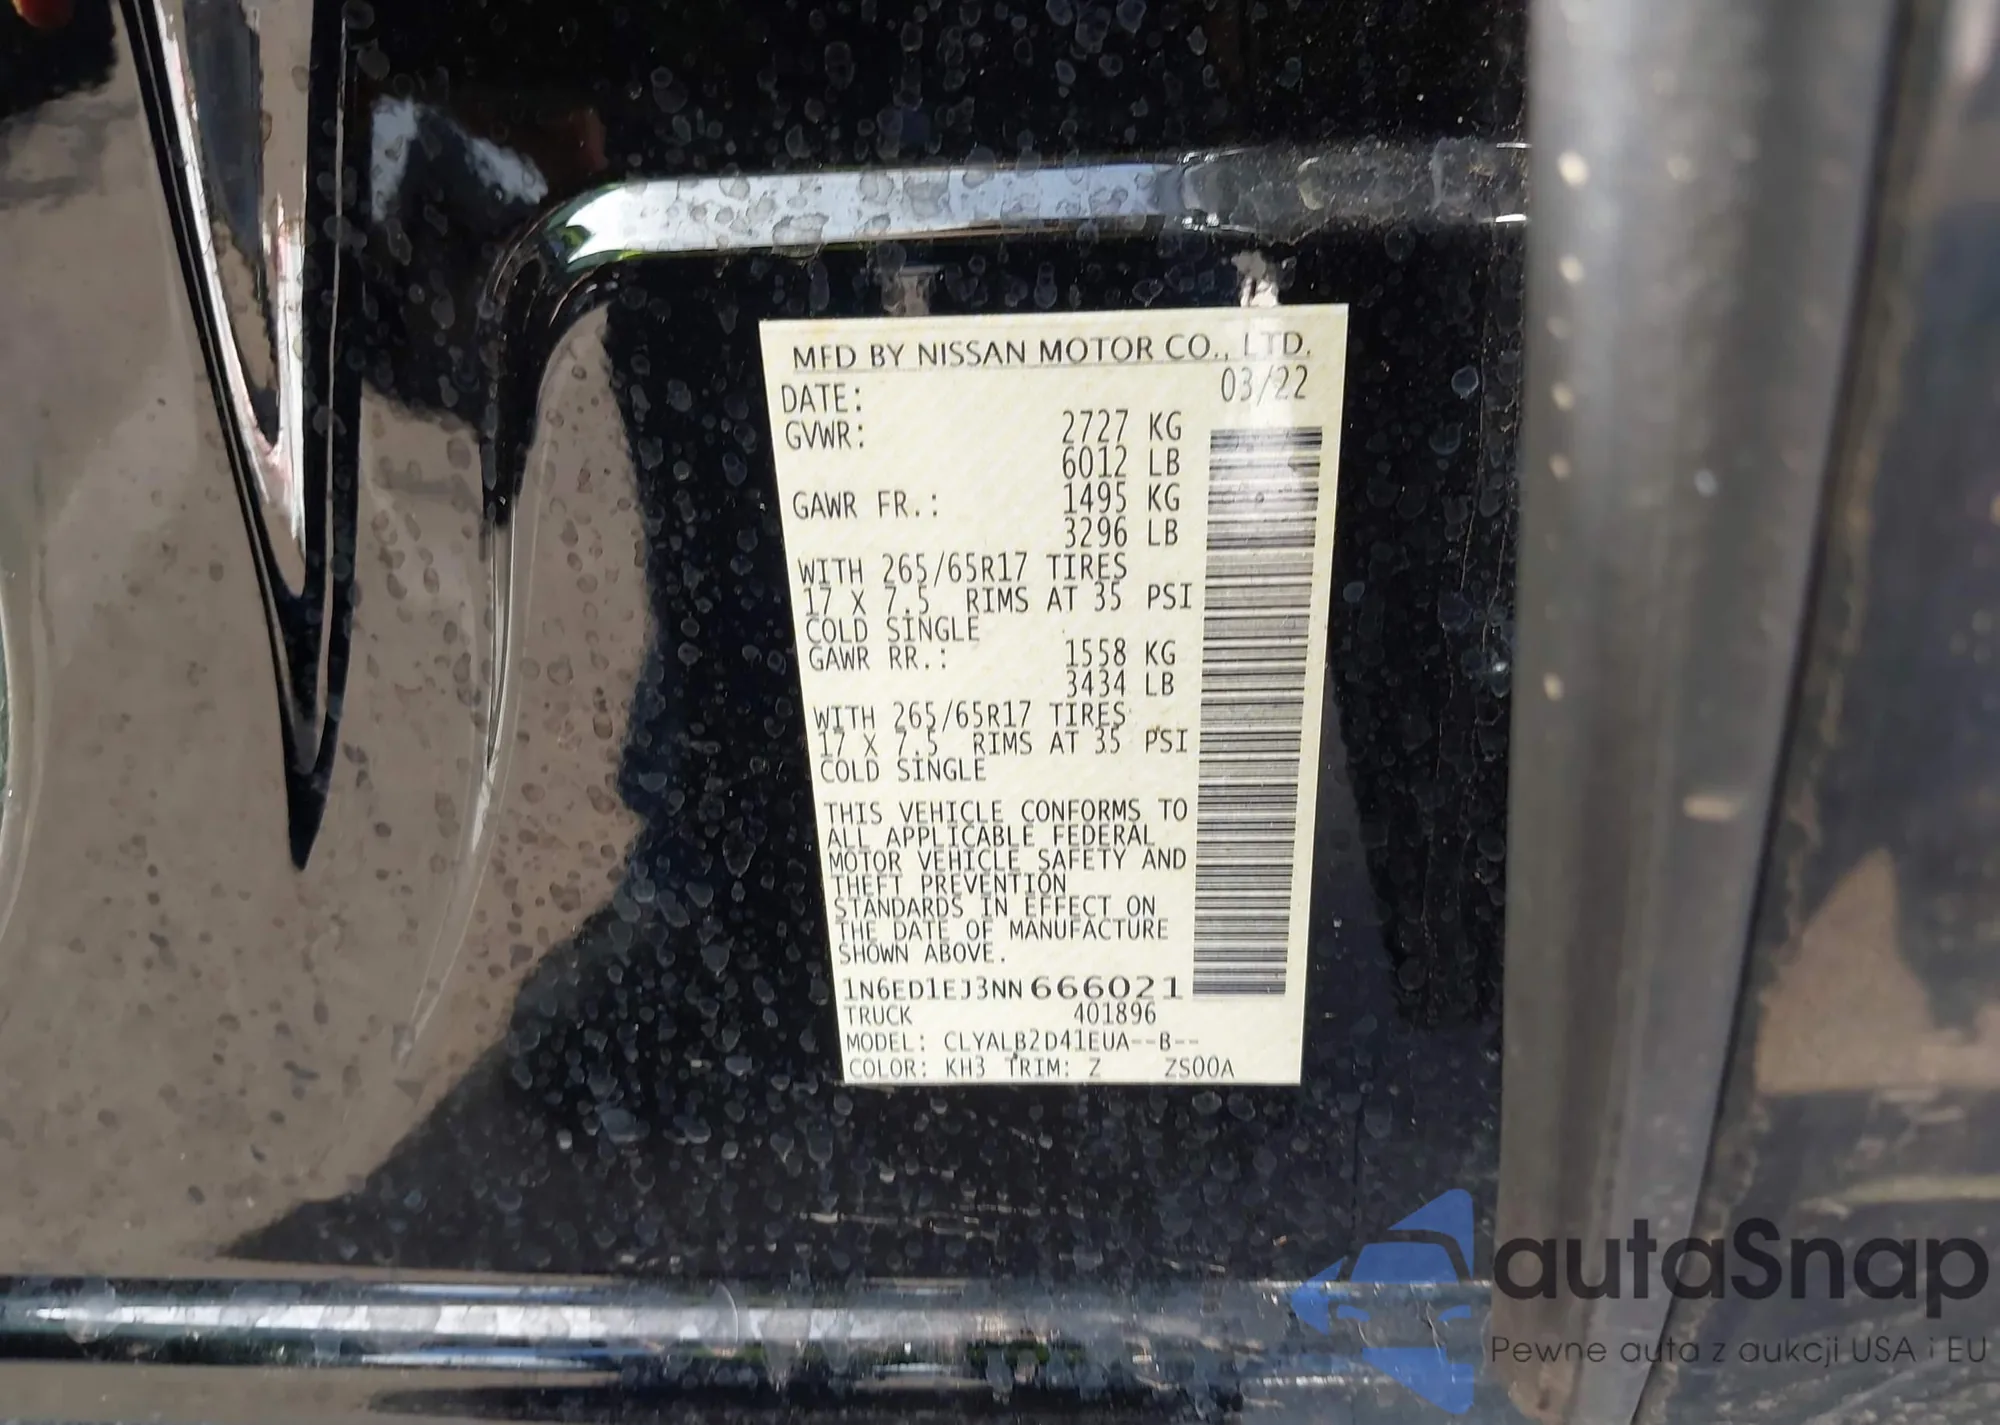 MFD BY NISSAN MOTOR CO., LTD.
DATE: 03/22
GVWR: 2727 KG
6012 LB
GAWR FR.: 1495 KG
3296 LB
WITH 265/65R17 TIRES
17 X 7.5 RIMS AT 35 PSI
COLD SINGLE
GAWR RR.: 1558 KG
3434 LB
WITH 265/65R17 TIRES
17 X 7.5 RIMS AT 35 PSI
COLD SINGLE
THIS VEHICLE CONFORMS TO
ALL APPLICABLE FEDERAL
MOTOR VEHICLE SAFETY AND
THEFT PREVENTION
STANDARDS IN EFFECT ON
THE DATE OF MANUFACTURE
SHOWN ABOVE.
1N6ED1EJ3NN666021
TRUCK 401896
MODEL: CLYALB2D41EUA--B--
COLOR: KH3 TRIM: Z ZS00A
autaSnap
Pewne auta z aukcji USA i EU